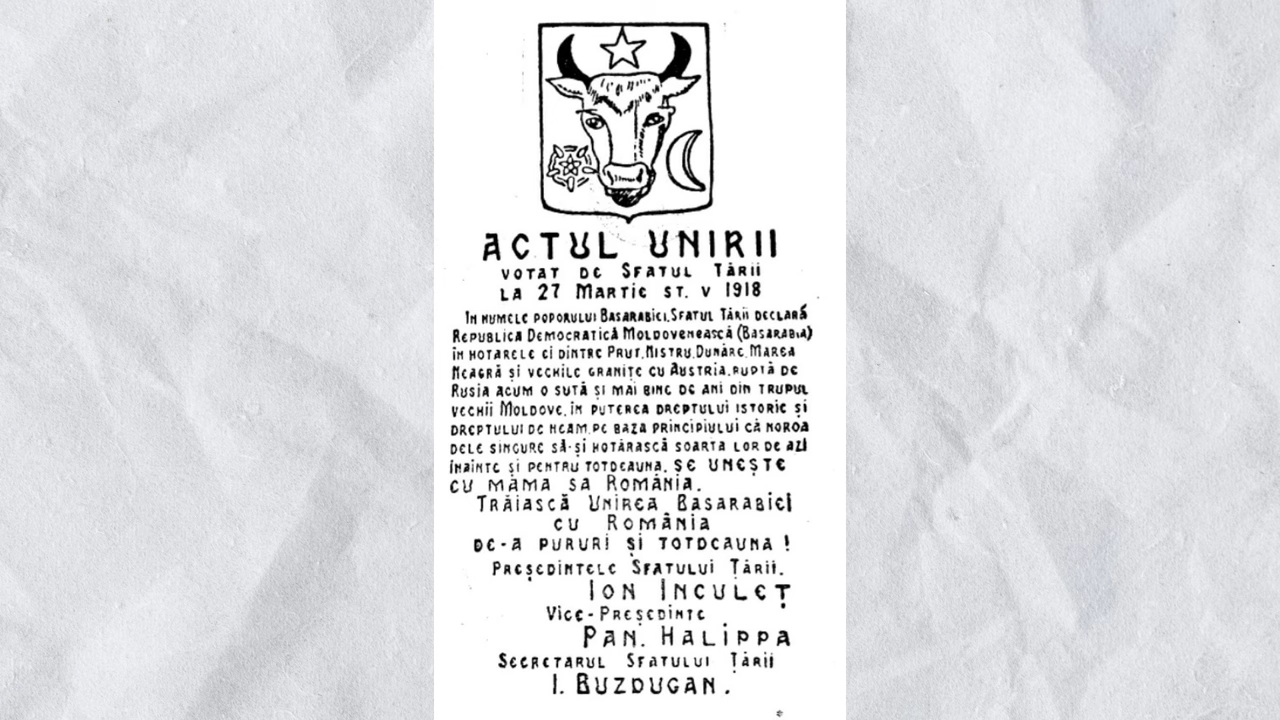 ACTUL UNIRII
VOTAT DE SFATUL ȚĂRII
LA 27 MARTIE ST. V 1918
ÎN NUMELE POPORULUI BASARABIEI, SFATUL ȚĂRII DECLARĂ
REPUBLICA DEMOCRATICĂ MOLDOVENEASCĂ (BASARABIA)
ÎN HOTARELE EI DINTRE PRUT, NISTRU, DUNĂRE, MAREA
NEAGRĂ ȘI VECHILE GRANIȚE CU AUSTRIA, RUPTĂ DE
RUSIA ACUM O SUTĂ ȘI MAI BINE DE ANI DIN TRUPUL
VECHII MOLDOVE, ÎN PUTEREA DREPTULUI ISTORIC ȘI
DREPTULUI DE NEAM, PE BAZA PRINCIPIULUI CĂ NOROA
DELE SINGURE SĂ-ȘI HOTĂRASCĂ SOARTA LOR DE AZI
ÎNAINTE ȘI PENTRU TOTDEAUNA, SE UNEȘTE
CU MAMA SA ROMÂNIA.
TRĂIASCĂ UNIREA BASARABIEI
CU ROMÂNIA
DE-A PURURI ȘI TOTDEAUNA !
PREȘEDINTELE SFATULUI ȚĂRII,
ION INCULEȚ
VICE-PREȘEDINTE
PAN. HALIPPA
SECRETARUL SFATULUI ȚĂRII
I. BUZDUGAN.
*